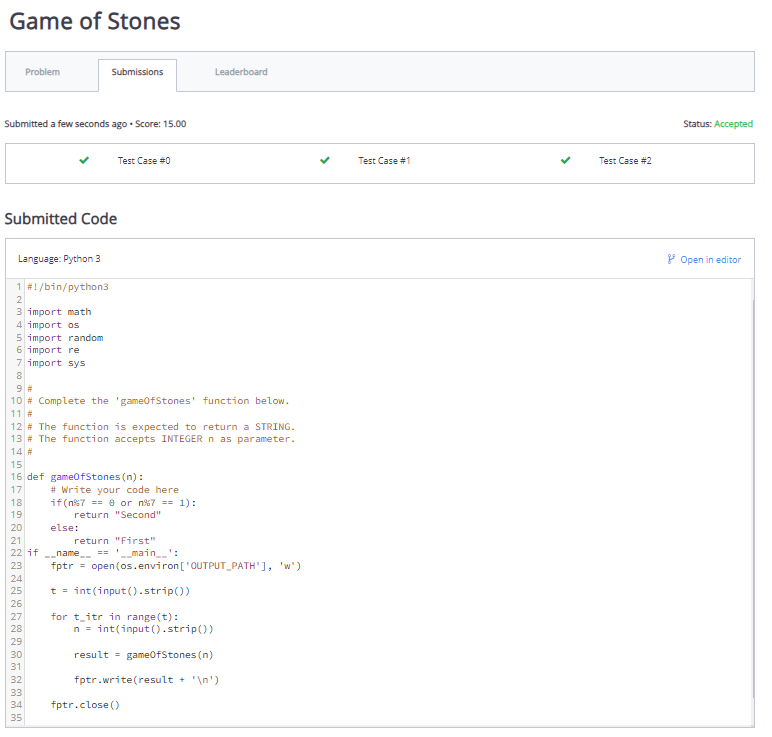 Game of Stones
Problem Submissions Leaderboard
Submitted a few seconds ago • Score: 15.00 Status: Accepted
Test Case #0 Test Case #1 Test Case #2
Submitted Code
Language: Python 3 Open in editor
1 #!/bin/python3
2
3 import math
4 import os
5 import random
6 import re
7 import sys
8
9 #
10 # Complete the 'gameOfStones' function below.
11 #
12 # The function is expected to return a STRING.
13 # The function accepts INTEGER n as parameter.
14 #
15
16 def gameOfStones(n):
17     # Write your code here
18     if(n%7 == 0 or n%7 == 1):
19         return "Second"
20     else:
21         return "First"
22 if __name__ == '__main__':
23     fptr = open(os.environ['OUTPUT_PATH'], 'w')
24
25     t = int(input().strip())
26
27     for t_itr in range(t):
28         n = int(input().strip())
29
30         result = gameOfStones(n)
31
32         fptr.write(result + '\n')
33
34     fptr.close()
35